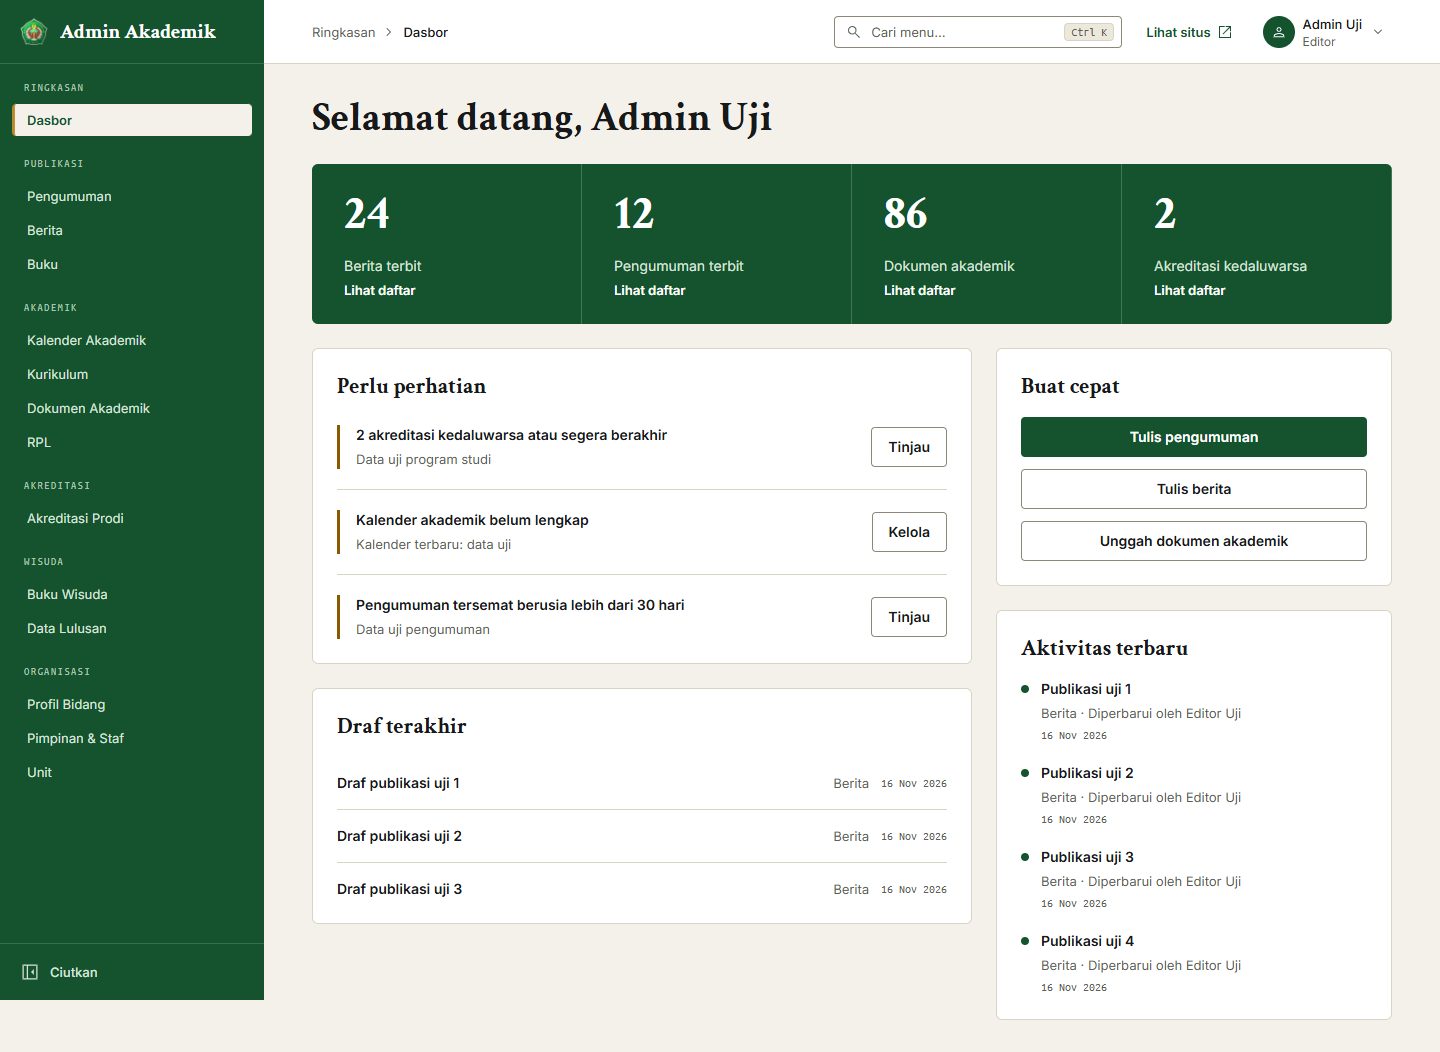 Admin Akademik
RINGKASAN
Dasbor
PUBLIKASI
Pengumuman
Berita
Buku
AKADEMIK
Kalender Akademik
Kurikulum
Dokumen Akademik
RPL
AKREDITASI
Akreditasi Prodi
WISUDA
Buku Wisuda
Data Lulusan
ORGANISASI
Profil Bidang
Pimpinan & Staf
Unit
Ciutkan
Ringkasan > Dasbor
Cari menu... Ctrl K
Lihat situs
Admin Uji
Editor
Selamat datang, Admin Uji
24
Berita terbit
Lihat daftar
12
Pengumuman terbit
Lihat daftar
86
Dokumen akademik
Lihat daftar
2
Akreditasi kedaluwarsa
Lihat daftar
Perlu perhatian
2 akreditasi kedaluwarsa atau segera berakhir
Data uji program studi
Tinjau
Kalender akademik belum lengkap
Kalender terbaru: data uji
Kelola
Pengumuman tersemat berusia lebih dari 30 hari
Data uji pengumuman
Tinjau
Draf terakhir
Draf publikasi uji 1 Berita 16 Nov 2026
Draf publikasi uji 2 Berita 16 Nov 2026
Draf publikasi uji 3 Berita 16 Nov 2026
Buat cepat
Tulis pengumuman
Tulis berita
Unggah dokumen akademik
Aktivitas terbaru
Publikasi uji 1
Berita · Diperbarui oleh Editor Uji
16 Nov 2026
Publikasi uji 2
Berita · Diperbarui oleh Editor Uji
16 Nov 2026
Publikasi uji 3
Berita · Diperbarui oleh Editor Uji
16 Nov 2026
Publikasi uji 4
Berita · Diperbarui oleh Editor Uji
16 Nov 2026